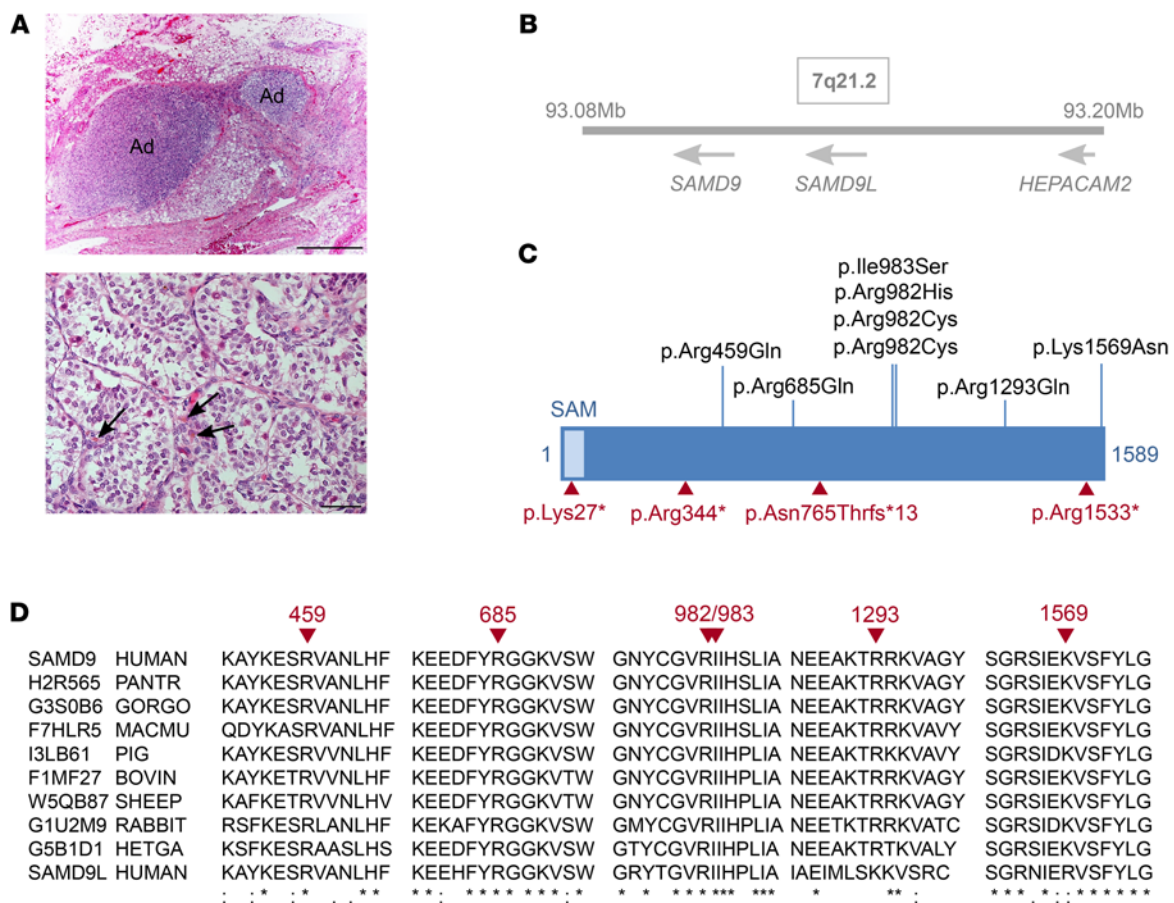 A
Ad
Ad
B
7q21.2
93.08Mb
93.20Mb
SAMD9
SAMD9L
HEPACAM2
C
p.Ile983Ser
p.Arg982His
p.Arg982Cys
p.Arg982Cys
p.Arg459Gln
p.Lys1569Asn
p.Arg685Gln
p.Arg1293Gln
SAM
1
1589
p.Lys27*
p.Arg344*
p.Asn765Thrfs*13
p.Arg1533*
D
459 685 982/983 1293 1569
SAMD9 HUMAN KAYKESRVANLHF KEEDFYRGGKVSW GNYCGVRIIHSLIA NEEAKTRRKVAGY SGRSIEKVSFYLG
H2R565 PANTR KAYKESRVANLHF KEEDFYRGGKVSW GNYCGVRIIHSLIA NEEAKTRRKVAGY SGRSIEKVSFYLG
G3S0B6 GORGO KAYKESRVANLHF KEEDFYRGGKVSW GNYCGVRIIHSLIA NEEAKTRRKVAGY SGRSIEKVSFYLG
F7HLR5 MACMU QDYKASRVANLHF KEEDFYRGGKVSW GNYCGVRIIHSLIA NEEAKTRRKVAVY SGRSIEKVSFYLG
I3LB61 PIG KAYKESRVVNLHF KEEDFYRGGKVSW GNYCGVRIIHPLIA NEEAKTRKKVAVY SGRSIDKVSFYLG
F1MF27 BOVIN KAYKETRVVNLHF KEEDFYRGGKVTW GNYCGVRIIHPLIA NEEAKTRRKVAGY SGRSIEKVSFYLG
W5QB87 SHEEP KAFKETRVVNLHV KEEDFYRGGKVTW GNYCGVRIIHPLIA NEEAKTRRKVAGY SGRSIEKVSFYLG
G1U2M9 RABBIT RSFKESRLANLHF KEKAFYRGGKVSW GMYCGVRIIHPLIA NEETKTRRKVATC SGRSIDKVSFYLG
G5B1D1 HETGA KSFKESRAASLHS KEEDFYRGGKVSW GTYCGVRIIHPLIA NEEAKTRTKVALY SGRSIEKVSFYLG
SAMD9L HUMAN KAYKESRVANLHF KEEHFYRGGKVSW GRYTGVRIIHPLIA IAEIMLSKKVSRC SGRNIERVSFYLG